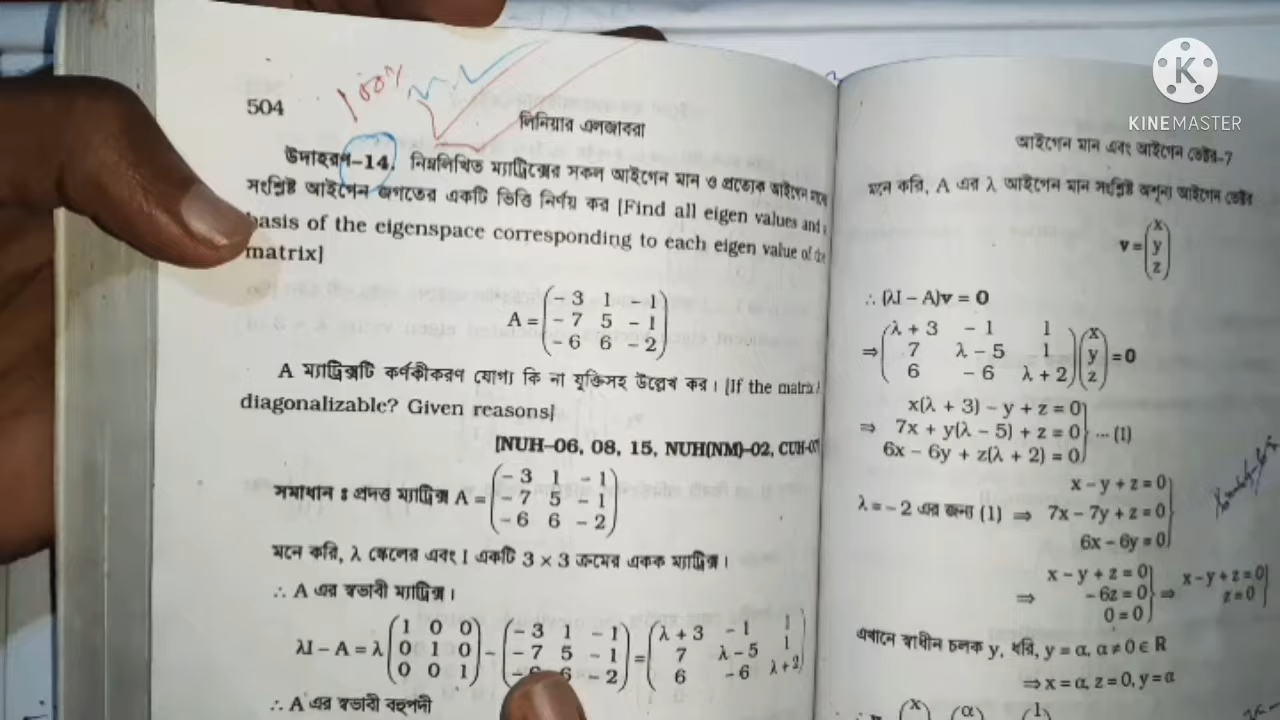 504
100%
লিনিয়ার এলজাবরা
উদাহরণ-14. নিম্নলিখিত ম্যাট্রিক্সের সকল আইগেন মান ও প্রত্যেক আইগেন
সংশ্লিষ্ট আইগেন জগতের একটি ভিত্তি নির্ণয় কর [Find all eigen values and
basis of the eigenspace corresponding to each eigen value of the
matrix]
A = (- 3 1 - 1
- 7 5 - 1
- 6 6 - 2)
A ম্যাট্রিক্সটি কর্ণকীকরণ যোগ্য কি না যুক্তিসহ উল্লেখ কর। [If the matrix
diagonalizable? Given reasons]
[NUH-06, 08, 15, NUH(NM)-02, CUH-
সমাধান : প্রদত্ত ম্যাট্রিক্স A = (- 3 1 - 1
- 7 5 - 1
- 6 6 - 2)
মনে করি, λ স্কেলের এবং I একটি 3 × 3 ক্রমের একক ম্যাট্রিক্স।
∴ A এর স্বভাবী ম্যাট্রিক্স।
λI - A = λ (1 0 0
0 1 0
0 0 1) - (- 3 1 - 1
- 7 5 - 1
- 6 6 - 2) = (λ + 3 - 1 1
7 λ - 5 1
6 - 6 λ + 2)
∴ A এর স্বভাবী বহুপদী
আইগেন মান এবং আইগেন ভেক্টর-7
মনে করি, A এর λ আইগেন মান সংশ্লিষ্ট অশূন্য আইগেন ভেক্টর
v = (x
y
z)
∴ (λI - A)v = 0
⇒ (λ + 3 - 1 1
7 λ - 5 1
6 - 6 λ + 2) (x
y
z) = 0
x(λ + 3) - y + z = 0
⇒ 7x + y(λ - 5) + z = 0 ... (1)
6x - 6y + z(λ + 2) = 0
x - y + z = 0
λ = - 2 এর জন্য (1) ⇒ 7x - 7y + z = 0
6x - 6y = 0
x - y + z = 0
⇒ - 6z = 0
0 = 0
⇒ x - y + z = 0
z = 0
এখানে স্বাধীন চলক y, ধরি, y = α, α ≠ 0 ∈ R
⇒ x = α, z = 0, y = α
(x (α (1
KINEMASTER